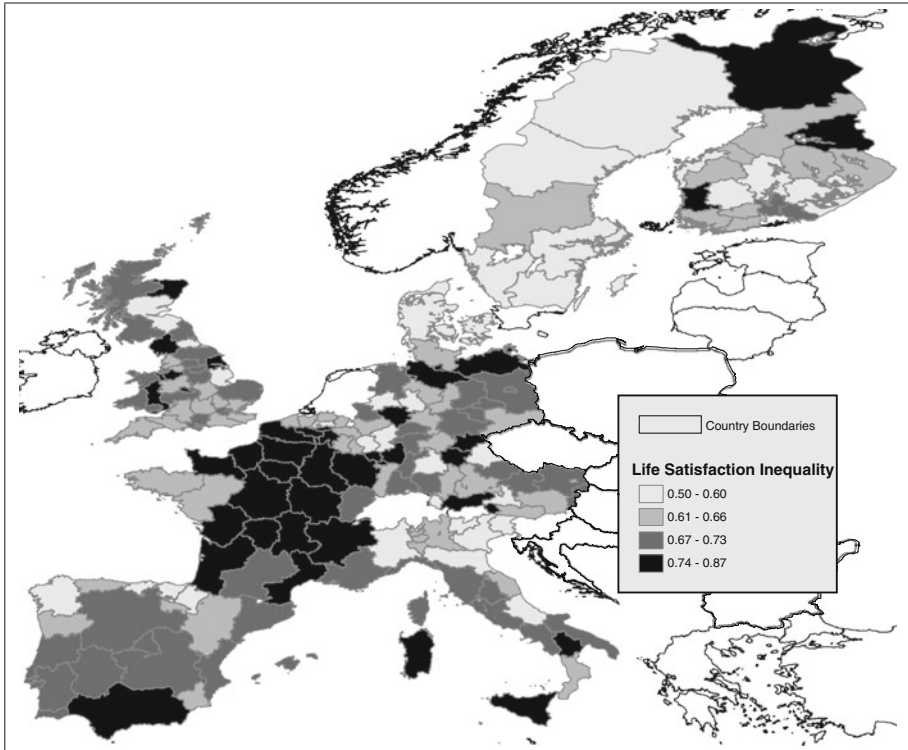 Country Boundaries
Life Satisfaction Inequality
0.50 - 0.60
0.61 - 0.66
0.67 - 0.73
0.74 - 0.87